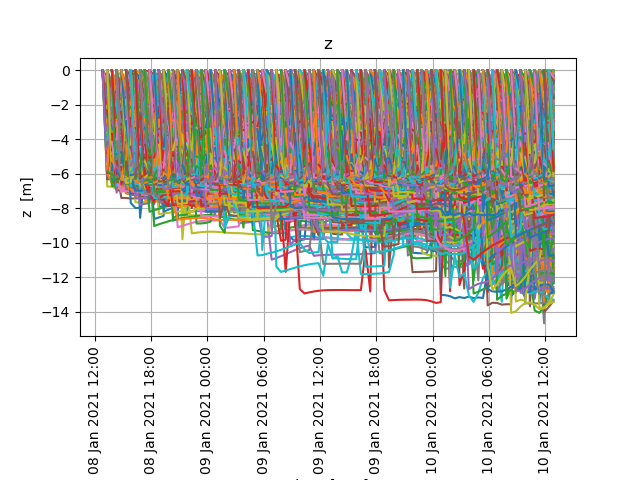 z
0
−2
−4
−6
−8
−10
−12
−14
z [m]
08 Jan 2021 12:00
08 Jan 2021 18:00
09 Jan 2021 00:00
09 Jan 2021 06:00
09 Jan 2021 12:00
09 Jan 2021 18:00
10 Jan 2021 00:00
10 Jan 2021 06:00
10 Jan 2021 12:00